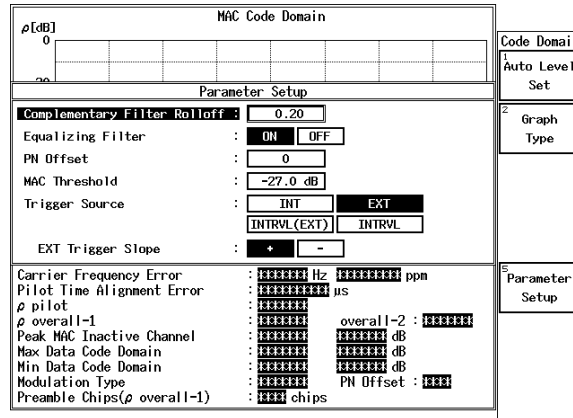 MAC Code Domain
ρ[dB]
0
Code Domai
1
Auto Level
Set
2
Graph
Type
Parameter Setup
Complementary Filter Rolloff : 0.20
Equalizing Filter : ON OFF
PN Offset : 0
MAC Threshold : -27.0 dB
Trigger Source : INT EXT
INTRVL(EXT) INTRVL
EXT Trigger Slope : + -
Carrier Frequency Error : ******* Hz ********* ppm
Pilot Time Alignment Error : ********** µs
ρ pilot : *******
ρ overall-1 : ******* overall-2 : *******
Peak MAC Inactive Channel : ******* ******* dB
Max Data Code Domain : ******* ******* dB
Min Data Code Domain : ******* ******* dB
Modulation Type : ******* PN Offset : ****
Preamble Chips(ρ overall-1) : **** chips
5
Parameter
Setup